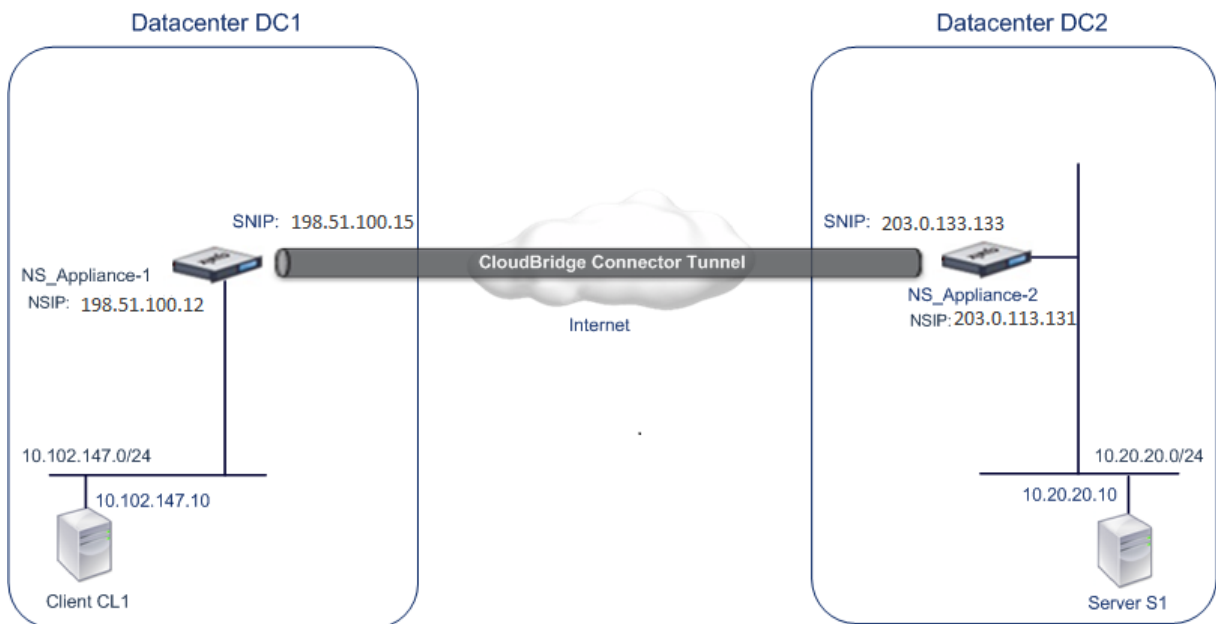 Datacenter DC1
Datacenter DC2
SNIP: 198.51.100.15
SNIP: 203.0.133.133
CloudBridge Connector Tunnel
NS_Appliance-1
NSIP: 198.51.100.12
NS_Appliance-2
NSIP: 203.0.113.131
Internet
10.102.147.0/24
10.102.147.10
10.20.20.0/24
10.20.20.10
Client CL1
Server S1